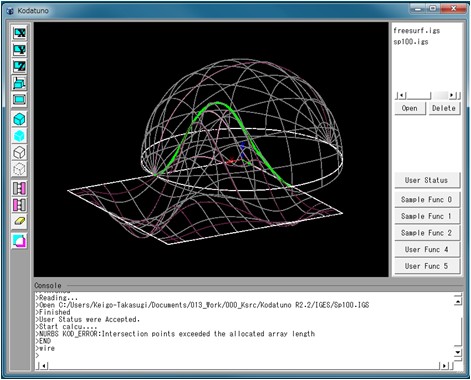 Kodatuno
freesurf.igs
sp100.igs
Open Delete
User Status
Sample Func 0
Sample Func 1
Sample Func 2
User Func 4
User Func 5
Console
>Reading...
>Open C:/Users/Keigo-Takasugi/Documents/013_Work/000_Ksrc/Kodatuno R2.2/IGES/Sp100.IGS
>Finished
>User Status were Accepted.
>Start calcu....
>NURBS KOD_ERROR:Intersection points exceeded the allocated array length
>END
>wire
>